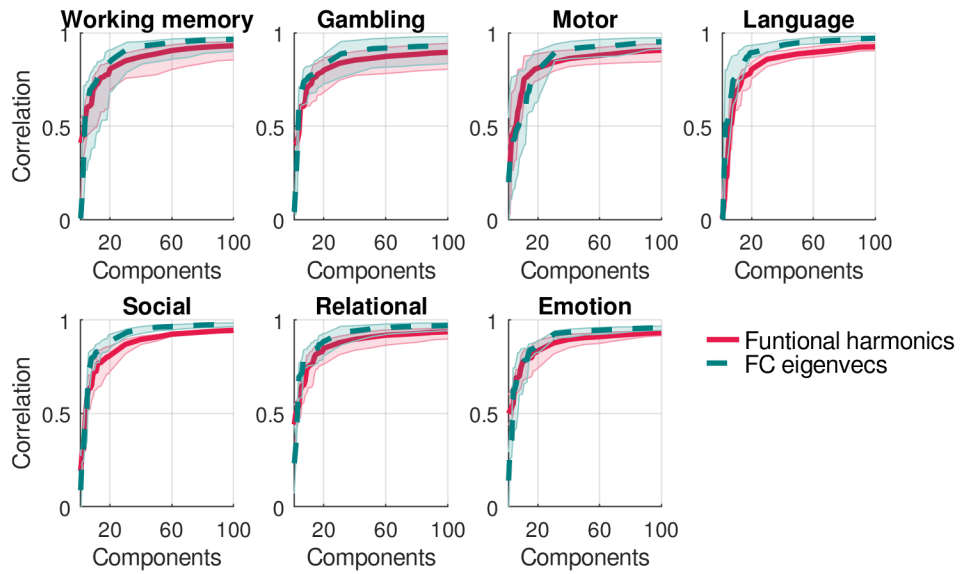 Working memory
Gambling
Motor
Language
Correlation
1
0.5
0
20 60 100
Components
1
0.5
0
20 60 100
Components
1
0.5
0
20 60 100
Components
1
0.5
0
20 60 100
Components
Social
Relational
Emotion
Correlation
1
0.5
0
20 60 100
Components
1
0.5
0
20 60 100
Components
1
0.5
0
20 60 100
Components
Funtional harmonics
FC eigenvecs